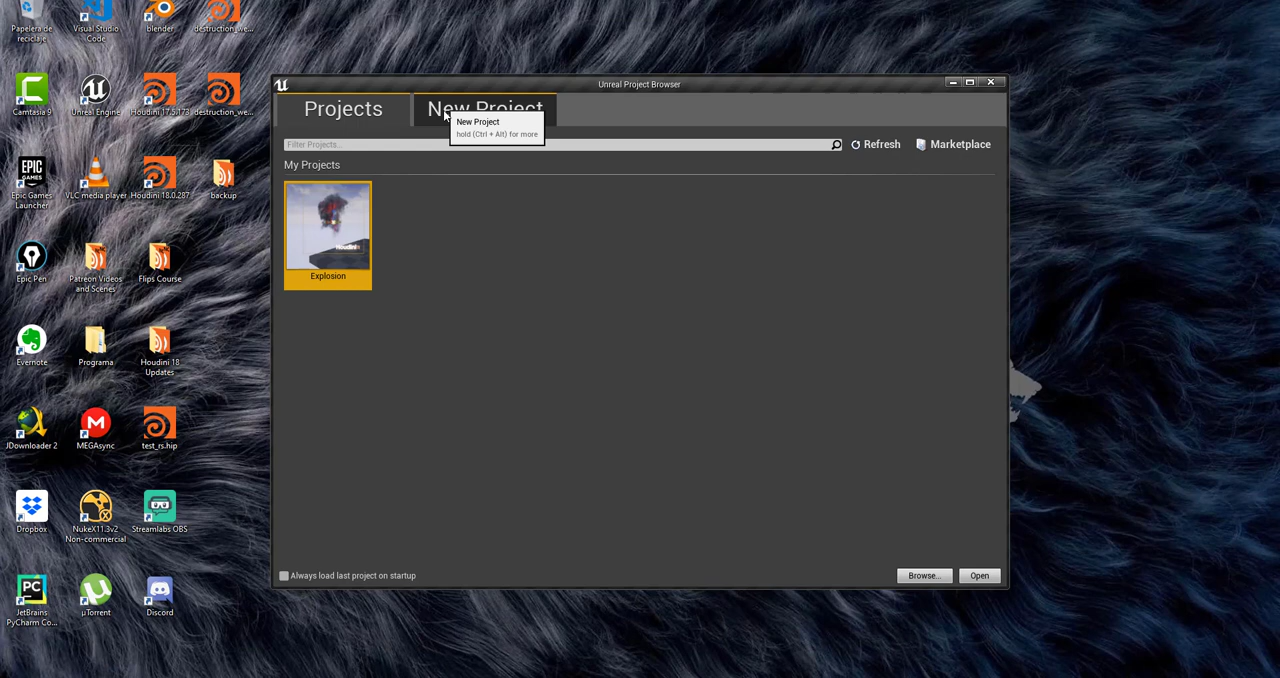 Papelera de
reciclaje
Visual Studio
Code
blender
destruction_we...
Camtasia 9
Unreal Engine
Houdini 17.5.173
destruction_we...
EPIC
GAMES
Epic Games
Launcher
VLC media player
Houdini 18.0.287
backup
Epic Pen
Patreon Videos
and Scenes
Flips Course
Evernote
Programa
Houdini 18
Updates
JDownloader 2
MEGAsync
test_rs.hip
Dropbox
NukeX11.3v2
Non-commercial
Streamlabs OBS
PC
JetBrains
PyCharm Co...
µTorrent
Discord
Unreal Project Browser
Projects
New Project
New Project
hold (Ctrl + Alt) for more
Filter Projects...
Refresh
Marketplace
My Projects
Houdini
Explosion
Always load last project on startup
Browse...
Open